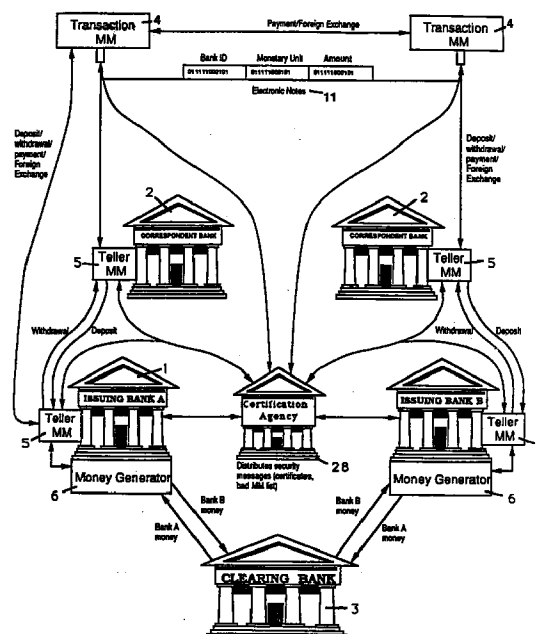 Transaction
MM
4
Payment/Foreign Exchange
Transaction
MM
4
Bank ID
Monetary Unit
Amount
011111000101
011111000101
011111000101
Electronic Notes
11
Deposit/
withdrawal/
payment/
Foreign
Exchange
Deposit/
withdrawal/
payment/
Foreign
Exchange
2
CORRESPONDENT BANK
2
CORRESPONDENT BANK
5
Teller
MM
Teller
MM
5
Withdrawal
Deposit
Withdrawal
Deposit
1
ISSUING BANK A
Certification
Agency
ISSUING BANK B
Teller
MM
5
Teller
MM
Distributes security
messages (certificates,
bad MM list)
28
Money Generator
6
Money Generator
6
Bank B
money
Bank A
money
Bank B
money
Bank A
money
CLEARING BANK
3